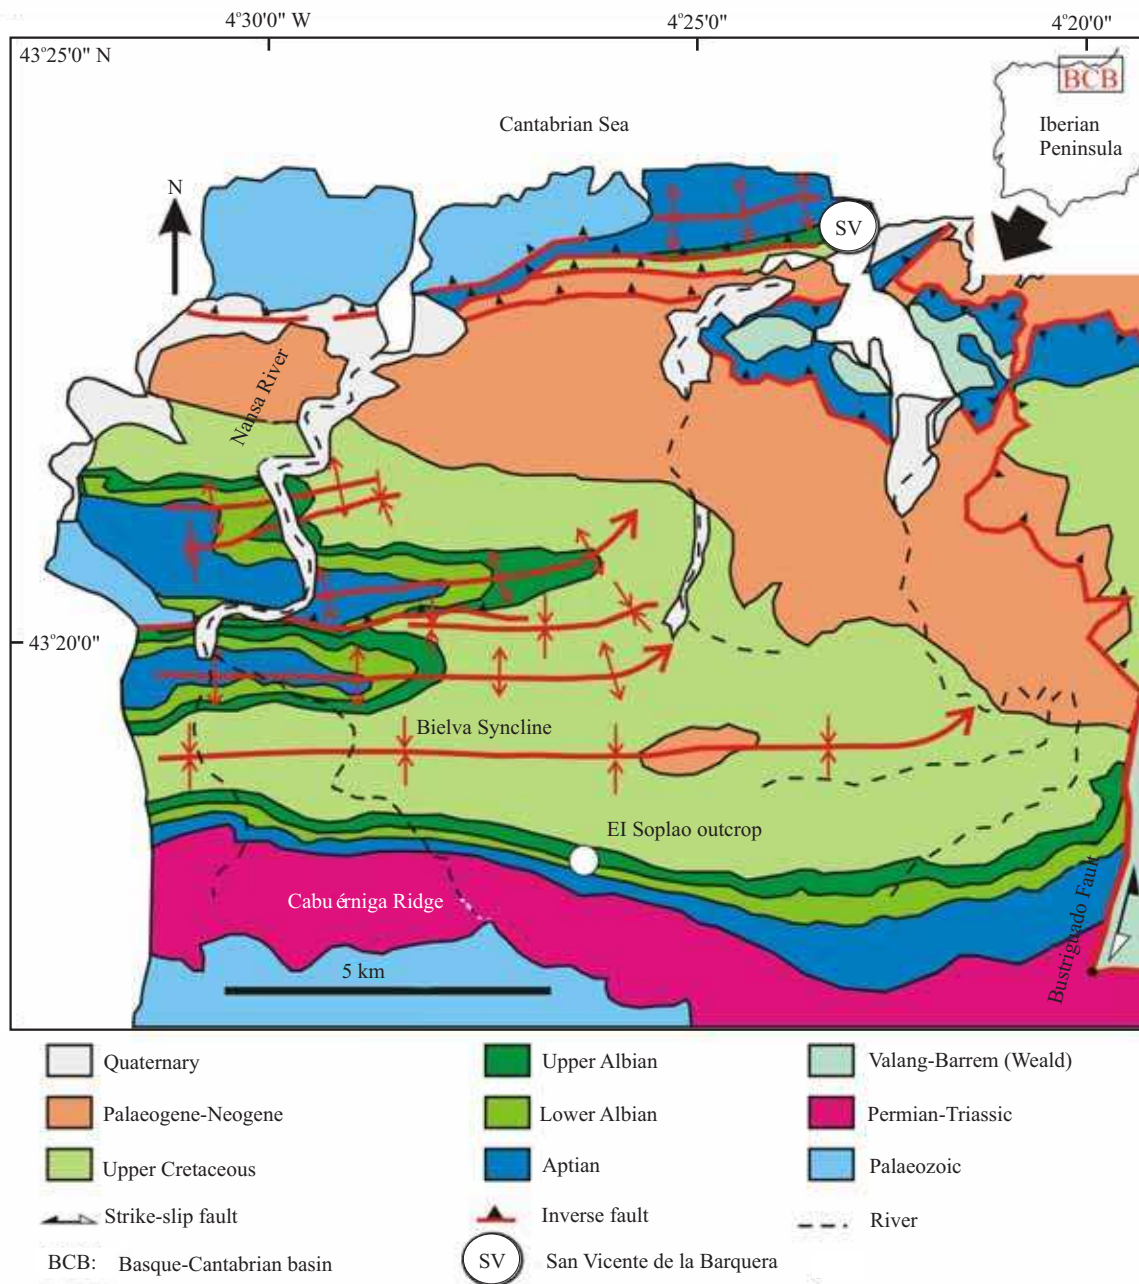 4°30'0" W
4°25'0"
4°20'0"
43°25'0" N
BCB
Iberian
Peninsula
Cantabrian Sea
N
SV
Nansa River
43°20'0"
Bielva Syncline
EI Soplao outcrop
Cabu érniga Ridge
Bustriguado Fault
5 km
Quaternary
Upper Albian
Valang-Barrem (Weald)
Palaeogene-Neogene
Lower Albian
Permian-Triassic
Upper Cretaceous
Aptian
Palaeozoic
Strike-slip fault
Inverse fault
River
BCB: Basque-Cantabrian basin
SV San Vicente de la Barquera